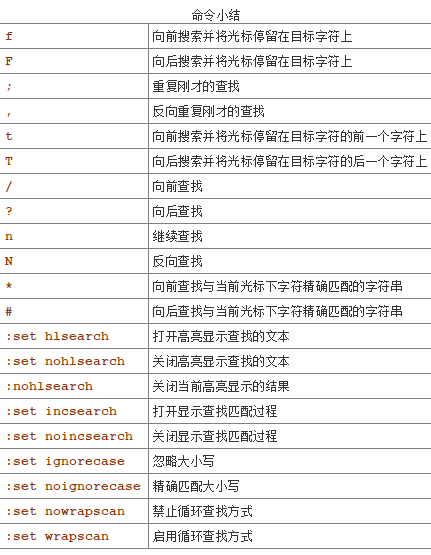 命令小结
f 向前搜索并将光标停留在目标字符上
F 向后搜索并将光标停留在目标字符上
; 重复刚才的查找
, 反向重复刚才的查找
t 向前搜索并将光标停留在目标字符的前一个字符上
T 向后搜索并将光标停留在目标字符的后一个字符上
/ 向前查找
? 向后查找
n 继续查找
N 反向查找
* 向前查找与当前光标下字符精确匹配的字符串
# 向后查找与当前光标下字符精确匹配的字符串
:set hlsearch 打开高亮显示查找的文本
:set nohlsearch 关闭高亮显示查找的文本
:nohlsearch 关闭当前高亮显示的结果
:set incsearch 打开显示查找匹配过程
:set noincsearch 关闭显示查找匹配过程
:set ignorecase 忽略大小写
:set noignorecase 精确匹配大小写
:set nowrapscan 禁止循环查找方式
:set wrapscan 启用循环查找方式